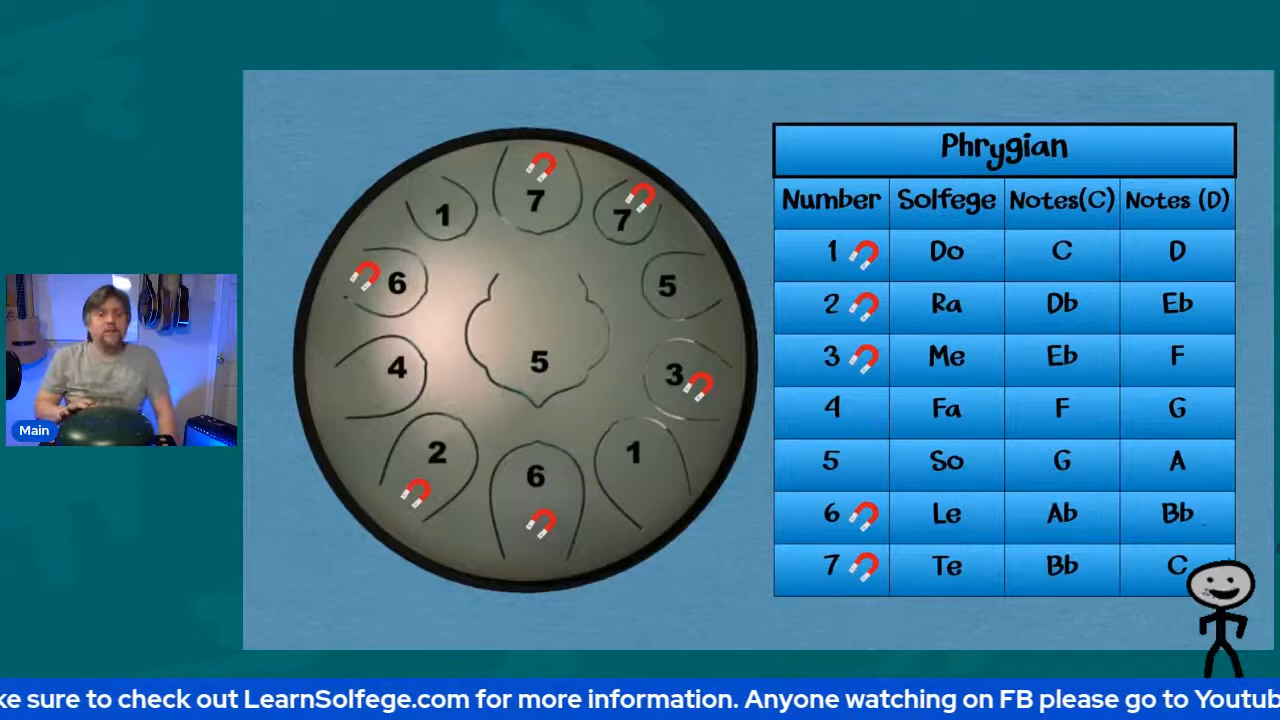 Phrygian
Number Solfege Notes(C) Notes (D)
1 Do C D
2 Ra Db Eb
3 Me Eb F
4 Fa F G
5 So G A
6 Le Ab Bb
7 Te Bb C
7
1 7
6 5
5
4 3
2 6 1
Main
ke sure to check out LearnSolfege.com for more information. Anyone watching on FB please go to Youtub